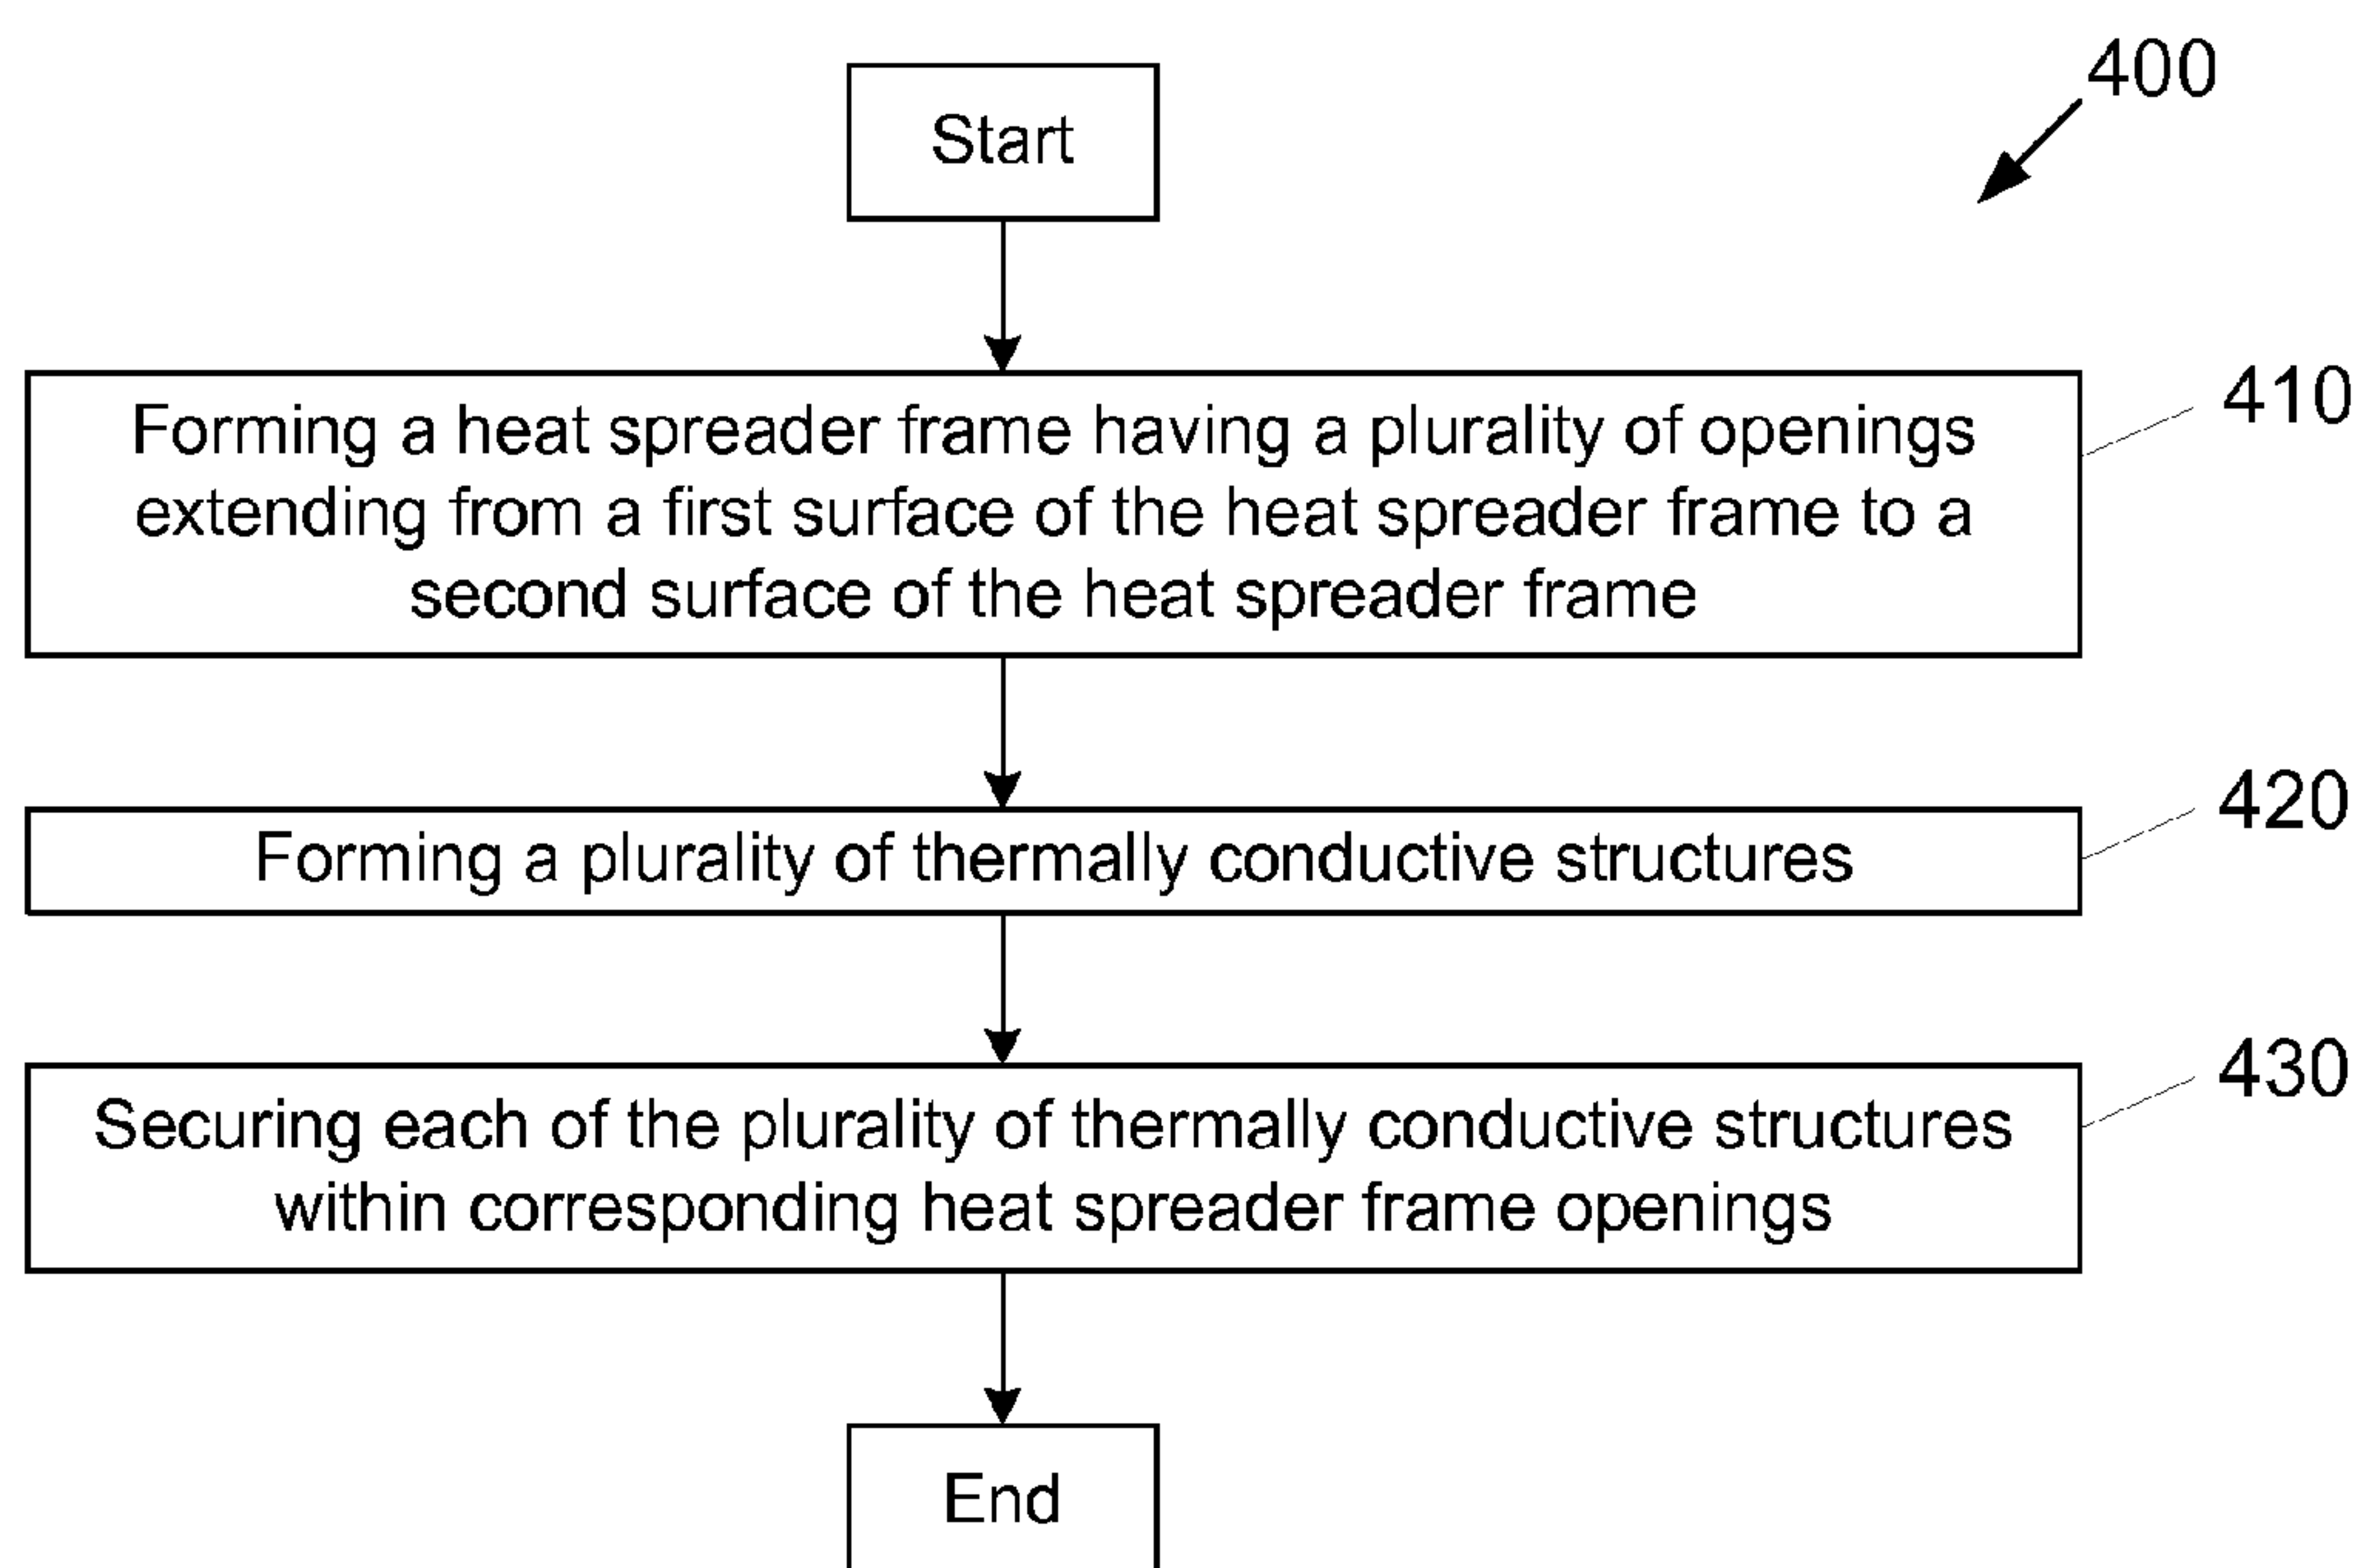 400
Start
410
Forming a heat spreader frame having a plurality of openings
extending from a first surface of the heat spreader frame to a
second surface of the heat spreader frame
420
Forming a plurality of thermally conductive structures
430
Securing each of the plurality of thermally conductive structures
within corresponding heat spreader frame openings
End